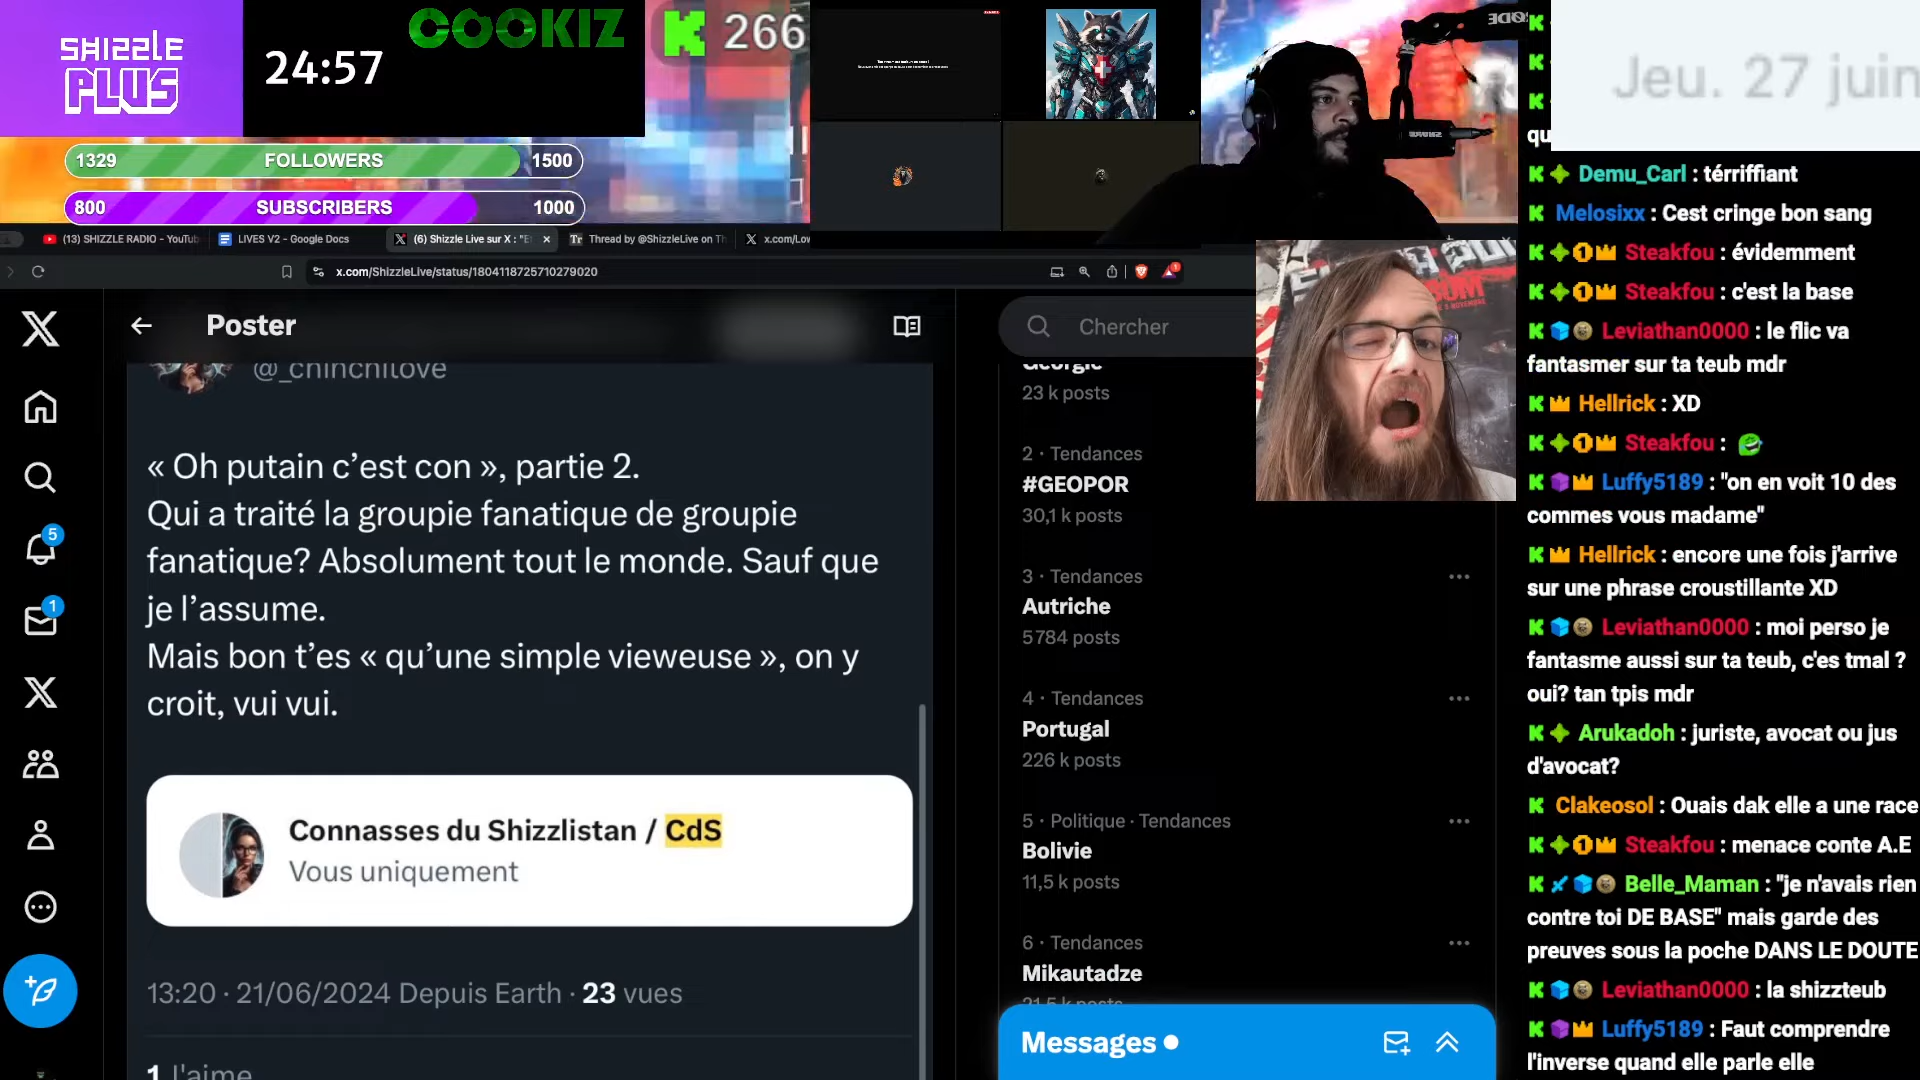 SHIZZLE
PLUS
24:57
COOKIZ
K 266
1329 FOLLOWERS 1500
800 SUBSCRIBERS 1000
Jeu. 27 juin
(13) SHIZZLE RADIO - YouTub
LIVES V2 - Google Docs
(6) Shizzle Live sur X : "E
Thread by @ShizzleLive on Th
x.com/Lov
x.com/ShizzleLive/status/1804118725710279020
Poster
Chercher
@_chinchilove
« Oh putain c’est con », partie 2.
Qui a traité la groupie fanatique de groupie
fanatique? Absolument tout le monde. Sauf que
je l’assume.
Mais bon t’es « qu’une simple vieweuse », on y
croit, vui vui.
Connasses du Shizzlistan / CdS
Vous uniquement
13:20 · 21/06/2024 Depuis Earth · 23 vues
1 J'aime
5
1
Géorgie
23 k posts
2 · Tendances
#GEOPOR
30,1 k posts
3 · Tendances
Autriche
5 784 posts
4 · Tendances
Portugal
226 k posts
5 · Politique · Tendances
Bolivie
11,5 k posts
6 · Tendances
Mikautadze
21,5 k posts
Messages
qu
Demu_Carl : térriffiant
Melosixx : Cest cringe bon sang
Steakfou : évidemment
Steakfou : c'est la base
Leviathan0000 : le flic va
fantasmer sur ta teub mdr
Hellrick : XD
Steakfou :
Luffy5189 : "on en voit 10 des
commes vous madame"
Hellrick : encore une fois j'arrive
sur une phrase croustillante XD
Leviathan0000 : moi perso je
fantasme aussi sur ta teub, c'es tmal ?
oui? tan tpis mdr
Arukadoh : juriste, avocat ou jus
d'avocat?
Clakeosol : Ouais dak elle a une race
Steakfou : menace conte A.E
Belle_Maman : "je n'avais rien
contre toi DE BASE" mais garde des
preuves sous la poche DANS LE DOUTE
Leviathan0000 : la shizzteub
Luffy5189 : Faut comprendre
l'inverse quand elle parle elle